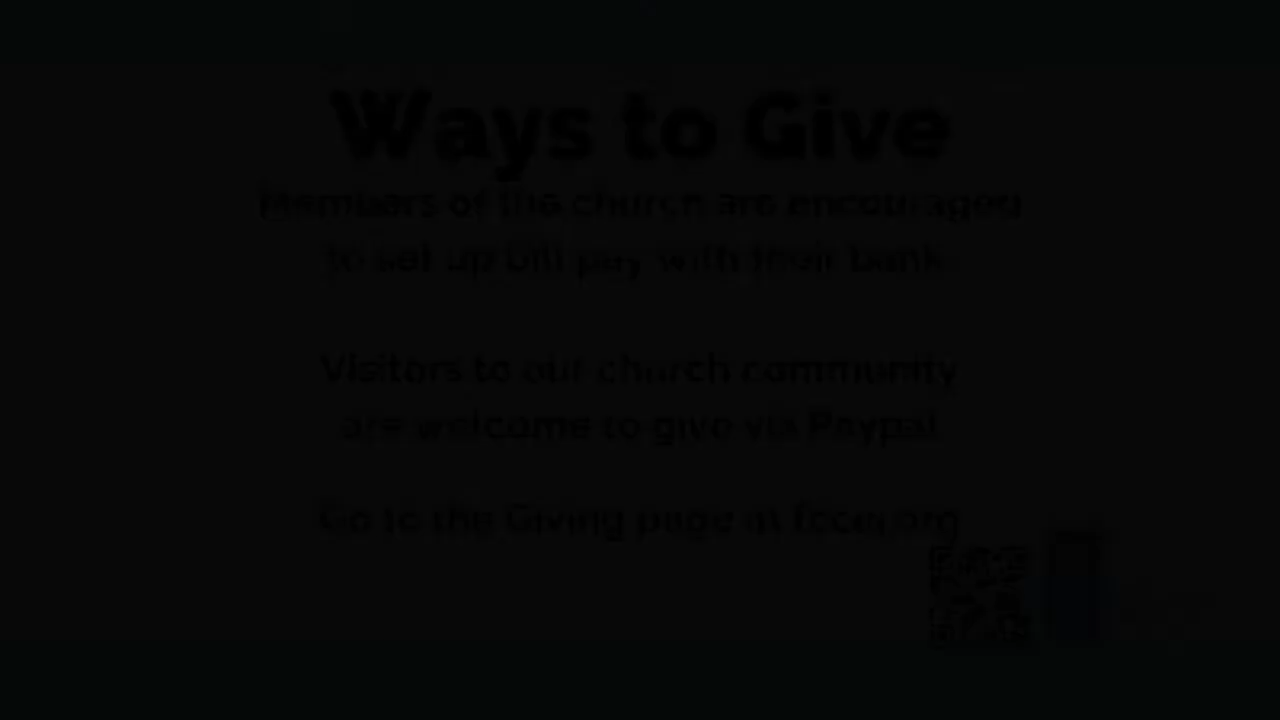 Ways to Give
Members of the church are encouraged
to set up bill pay with their bank
Visitors to our church community
are welcome to give via Paypal
Go to the Giving page at